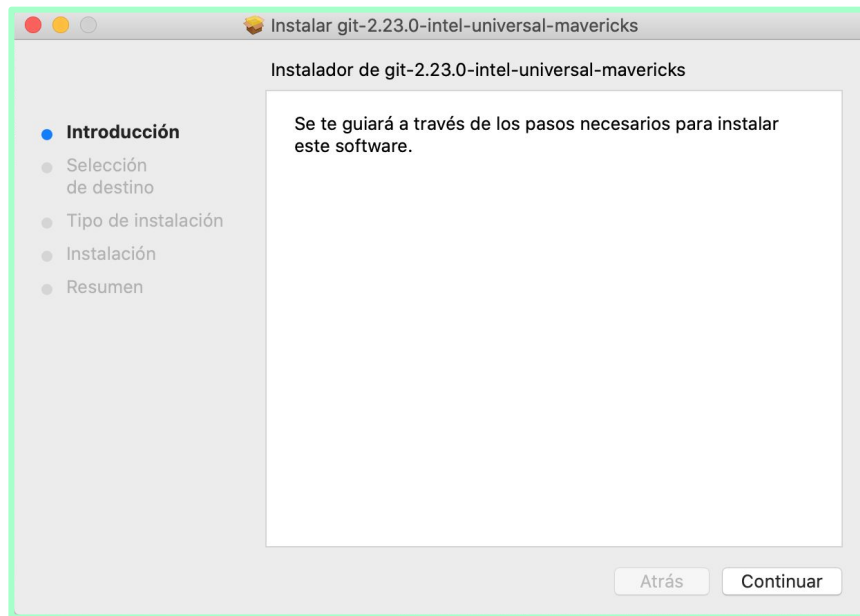 Instalar git-2.23.0-intel-universal-mavericks
Instalador de git-2.23.0-intel-universal-mavericks
Introducción
Selección
de destino
Tipo de instalación
Instalación
Resumen
Se te guiará a través de los pasos necesarios para instalar
este software.
Atrás
Continuar